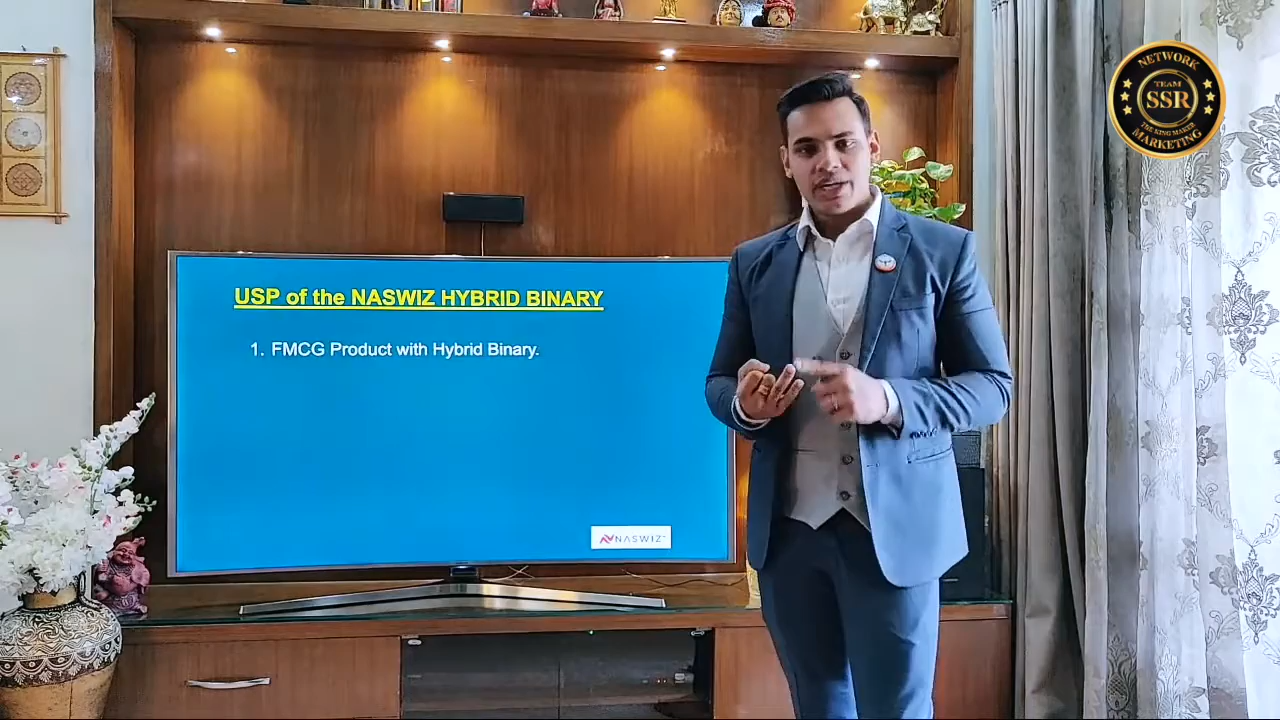 USP of the NASWIZ HYBRID BINARY
1. FMCG Product with Hybrid Binary.
NASWIZ
NETWORK
TEAM
SSR
THE KING MAKER
MARKETING